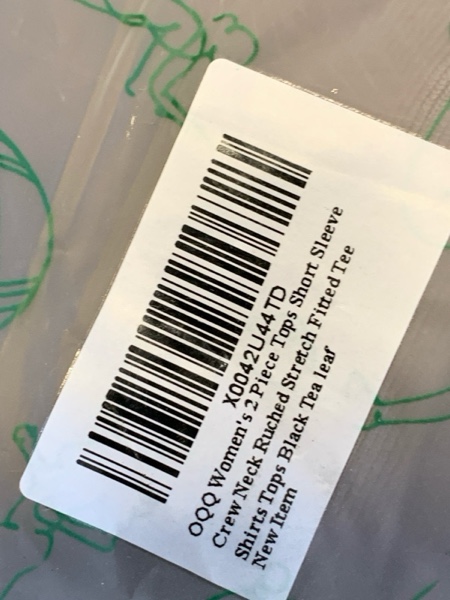 X0042U44TD
OQQ Women's 2 Piece Tops Short Sleeve
Crew Neck Ruched Stretch Fitted Tee
Shirts Tops Black Tea leaf
New Item